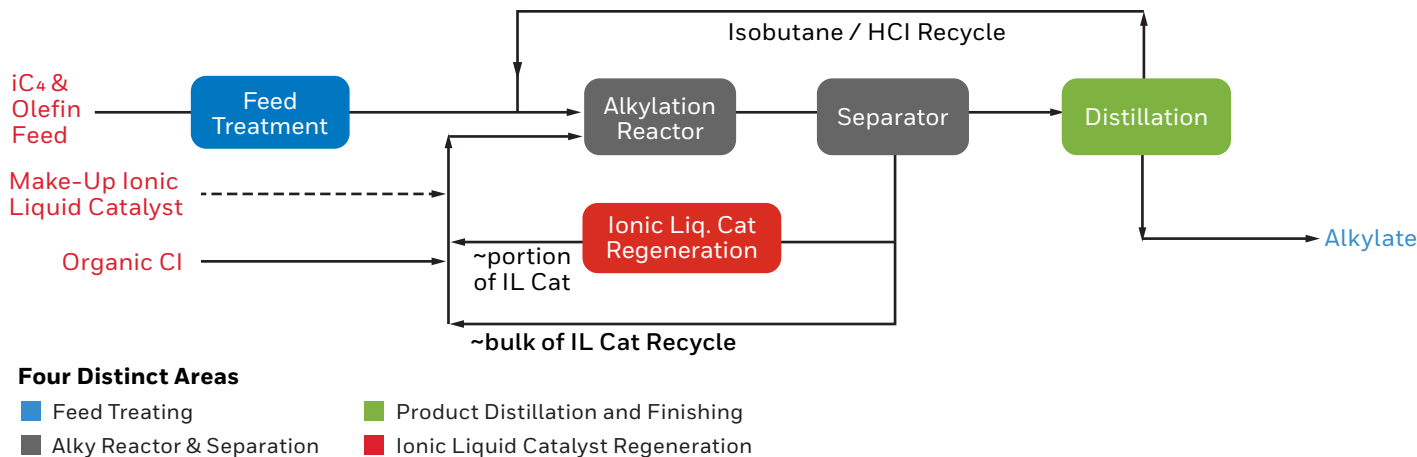 Isobutane / HCI Recycle
iC₄ &
Olefin
Feed
Feed
Treatment
Alkylation
Reactor
Separator
Distillation
Make-Up Ionic
Liquid Catalyst
Ionic Liq. Cat
Regeneration
Alkylate
Organic CI
~portion
of IL Cat
~bulk of IL Cat Recycle
Four Distinct Areas
Feed Treating
Product Distillation and Finishing
Alky Reactor & Separation
Ionic Liquid Catalyst Regeneration